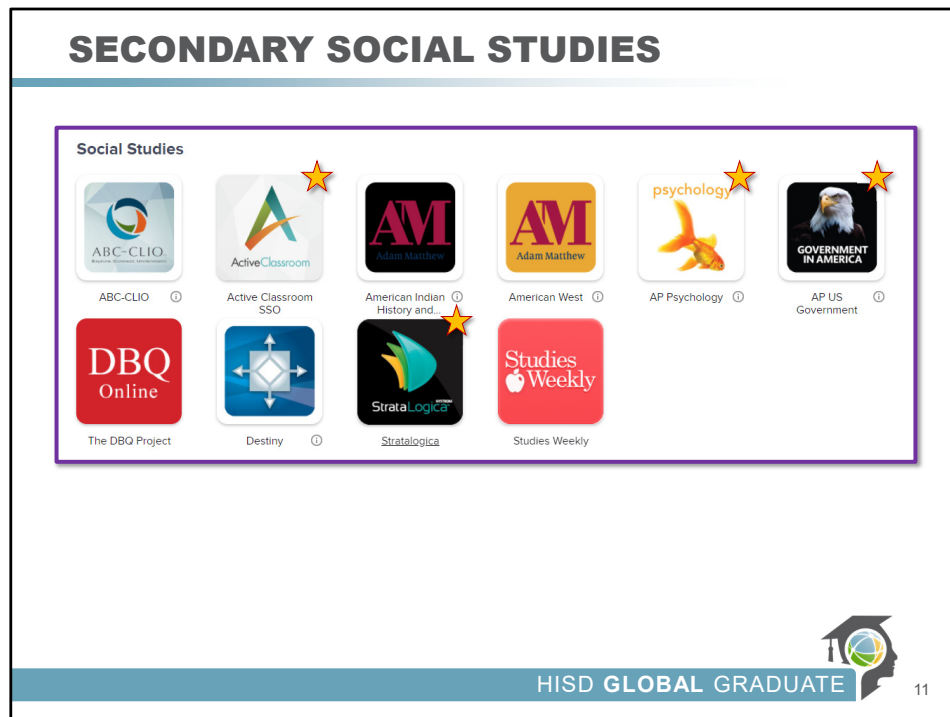 SECONDARY SOCIAL STUDIES
Social Studies
ABC-CLIO
ActiveClassroom
AM
Adam Matthew
AM
Adam Matthew
psychology
GOVERNMENT
IN AMERICA
ABC-CLIO
Active Classroom
SSO
American Indian
History and...
American West
AP Psychology
AP US
Government
DBQ
Online
StrataLogica
Studies
Weekly
The DBQ Project
Destiny
Stratalogica
Studies Weekly
HISD GLOBAL GRADUATE
11